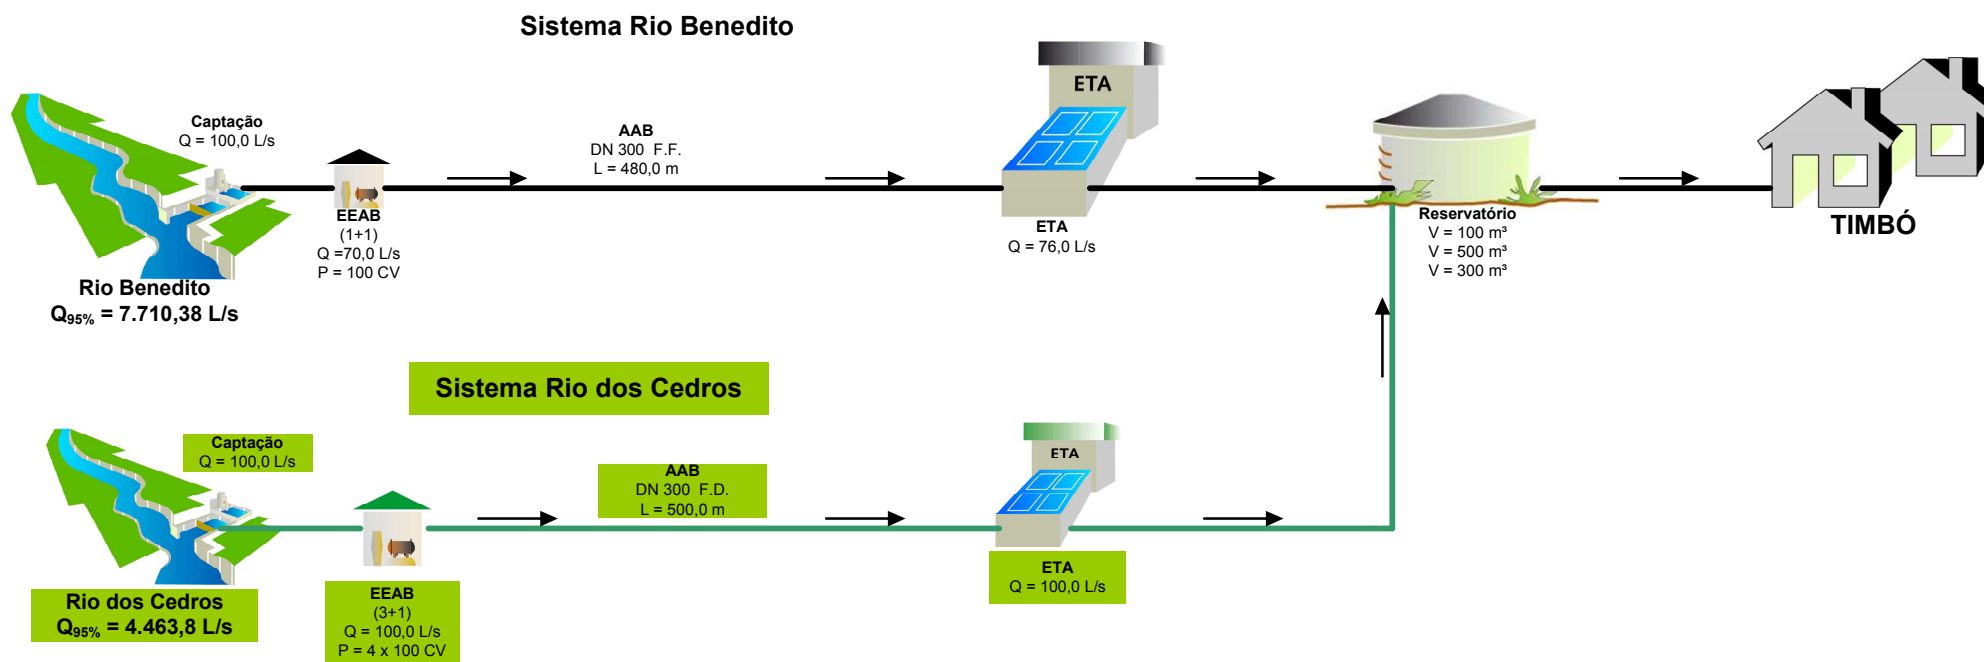 Sistema Rio Benedito
Captação
Q = 100,0 L/s
EEAB
(1+1)
Q =70,0 L/s
P = 100 CV
AAB
DN 300 F.F.
L = 480,0 m
ETA
ETA
Q = 76,0 L/s
Reservatório
V = 100 m³
V = 500 m³
V = 300 m³
TIMBÓ
Rio Benedito
Q95% = 7.710,38 L/s
Sistema Rio dos Cedros
Captação
Q = 100,0 L/s
AAB
DN 300 F.D.
L = 500,0 m
ETA
ETA
Q = 100,0 L/s
EEAB
(3+1)
Q = 100,0 L/s
P = 4 x 100 CV
Rio dos Cedros
Q95% = 4.463,8 L/s